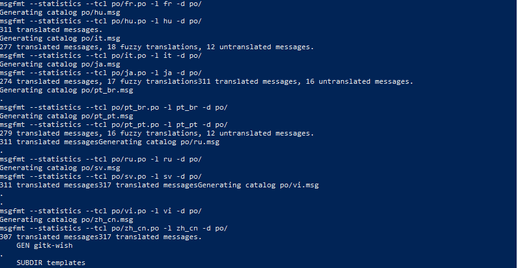 msgfmt --statistics --tcl po/fr.po -l fr -d po/
Generating catalog po/hu.msg
msgfmt --statistics --tcl po/hu.po -l hu -d po/
311 translated messages.
Generating catalog po/it.msg
277 translated messages, 18 fuzzy translations, 12 untranslated messages.
msgfmt --statistics --tcl po/it.po -l it -d po/
Generating catalog po/ja.msg
msgfmt --statistics --tcl po/ja.po -l ja -d po/
274 translated messages, 17 fuzzy translations311 translated messages, 16 untranslated messages.
Generating catalog po/pt_br.msg
.
msgfmt --statistics --tcl po/pt_br.po -l pt_br -d po/
Generating catalog po/pt_pt.msg
msgfmt --statistics --tcl po/pt_pt.po -l pt_pt -d po/
279 translated messages, 16 fuzzy translations, 12 untranslated messages.
311 translated messagesGenerating catalog po/ru.msg
.
msgfmt --statistics --tcl po/ru.po -l ru -d po/
Generating catalog po/sv.msg
msgfmt --statistics --tcl po/sv.po -l sv -d po/
311 translated messages317 translated messagesGenerating catalog po/vi.msg
.
.
msgfmt --statistics --tcl po/vi.po -l vi -d po/
Generating catalog po/zh_cn.msg
msgfmt --statistics --tcl po/zh_cn.po -l zh_cn -d po/
307 translated messages317 translated messages.
GEN gitk-wish
.
SUBDIR templates